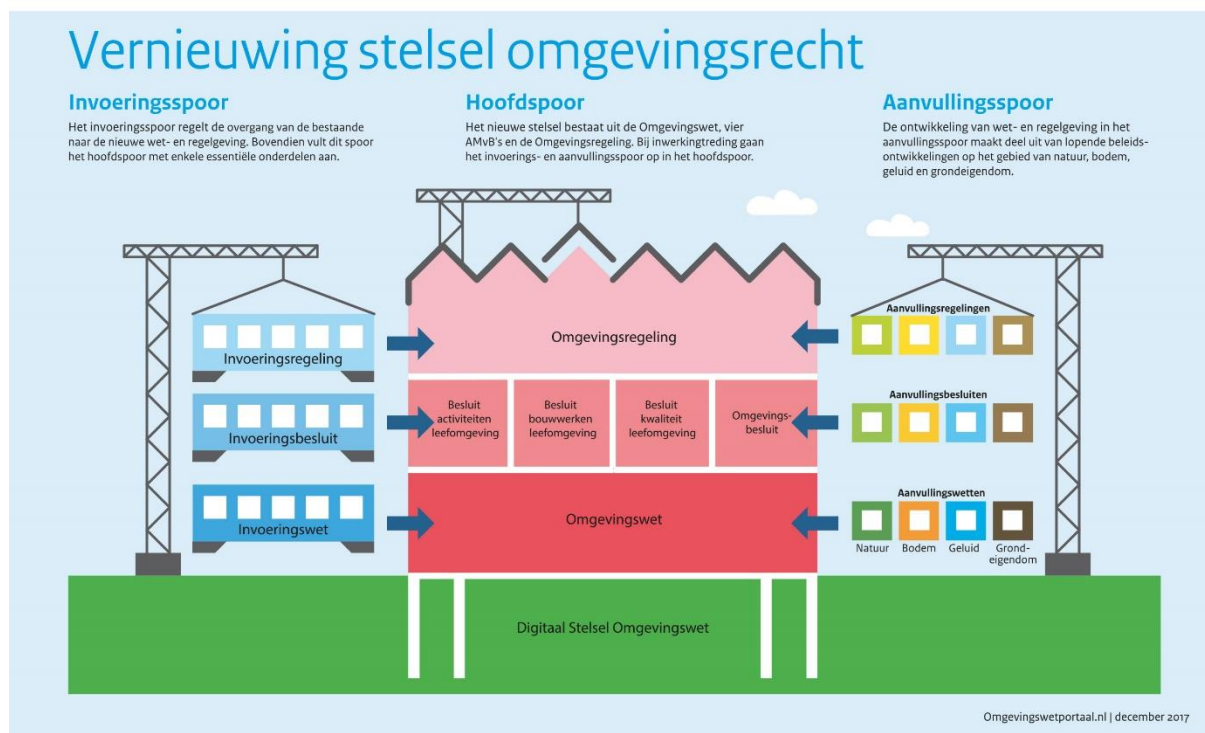 Vernieuwing stelsel omgevingsrecht
Invoeringsspoor
Het invoeringsspoor regelt de overgang van de bestaande
naar de nieuwe wet- en regelgeving. Bovendien vult dit spoor
het hoofdspoor met enkele essentiële onderdelen aan.
Hoofdspoor
Het nieuwe stelsel bestaat uit de Omgevingswet, vier
AMvB's en de Omgevingsregeling. Bij inwerkingtreding gaan
het invoerings- en aanvullingsspoor op in het hoofdspoor.
Aanvullingsspoor
De ontwikkeling van wet- en regelgeving in het
aanvullingsspoor maakt deel uit van lopende beleids-
ontwikkelingen op het gebied van natuur, bodem,
geluid en grondeigendom.
Invoeringsregeling
Omgevingsregeling
Aanvullingsregelingen
Invoeringsbesluit
Besluit
activiteiten
leefomgeving
Besluit
bouwwerken
leefomgeving
Besluit
kwaliteit
leefomgeving
Omgevings-
besluit
Aanvullingsbesluiten
Invoeringswet
Omgevingswet
Aanvullingswetten
Natuur
Bodem
Geluid
Grond-
eigendom
Digitaal Stelsel Omgevingswet
Omgevingswetportaal.nl | december 2017